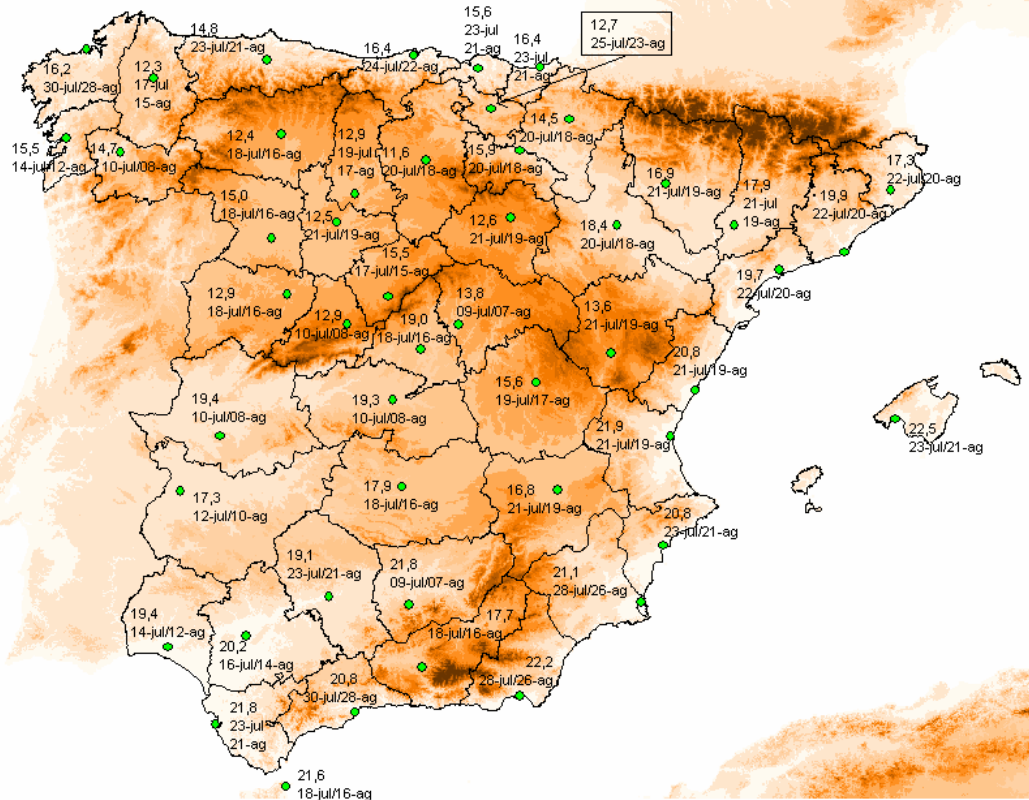 14,8
23-jul/21-ag
15,6
23-jul
21-ag
16,4
23-jul
21-ag
12,7
25-jul/23-ag
16,4
24-jul/22-ag
16,2
30-jul/28-ag
12,3
17-jul
15-ag
12,4
18-jul/16-ag
12,9
19-jul
17-ag
11,6
20-jul/18-ag
14,5
20-jul/18-ag
15,9
20-jul/18-ag
15,5
14-jul/12-ag
14,7
10-jul/08-ag
16,9
21-jul/19-ag
17,9
21-jul
19-ag
17,3
22-jul/20-ag
19,9
22-jul/20-ag
15,0
18-jul/16-ag
12,5
21-jul/19-ag
12,6
21-jul/19-ag
18,4
20-jul/18-ag
15,5
17-jul/15-ag
19,7
22-jul/20-ag
12,9
18-jul/16-ag
12,9
10-jul/08-ag
19,0
18-jul/16-ag
13,8
09-jul/07-ag
13,6
21-jul/19-ag
20,8
21-jul/19-ag
19,4
10-jul/08-ag
19,3
10-jul/08-ag
15,6
19-jul/17-ag
21,9
21-jul/19-ag
22,5
23-jul/21-ag
17,3
12-jul/10-ag
17,9
18-jul/16-ag
16,8
21-jul/19-ag
20,8
23-jul/21-ag
19,1
23-jul/21-ag
21,8
09-jul/07-ag
21,1
28-jul/26-ag
19,4
14-jul/12-ag
20,2
16-jul/14-ag
17,7
18-jul/16-ag
22,2
28-jul/26-ag
20,8
30-jul/28-ag
21,8
23-jul
21-ag
21,6
18-jul/16-ag